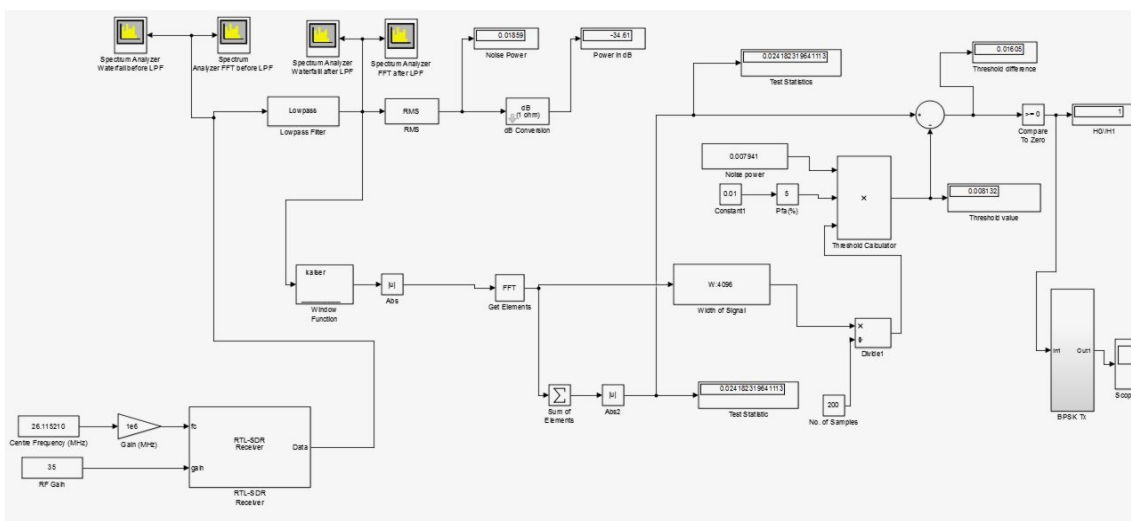 Spectrum Analyzer
Waterfall before LPF
Spectrum
Analyzer FFT before LPF
Spectrum Analyzer
Waterfall after LPF
Spectrum Analyzer
FFT after LPF
0.01859
Noise Power
-34.61
Power in dB
Lowpass
Lowpass Filter
RMS
RMS
dB
(1 ohm)
dB Conversion
0.024182319641113
Test Statistics
0.01605
Threshold difference
+
-
>= 0
Compare
To Zero
1
H0//H1
0.007941
Noise power
0.01
Constant1
5
Pfa(%)
×
Threshold Calculator
0.008132
Threshold value
kaiser
Window
Function
|u|
Abs
FFT
Get Elements
W:4096
Width of Signal
×
÷
Divide1
200
No. of Samples
In1
Out1
BPSK Tx
Scop
Σ
Sum of
Elements
|u|
Abs2
0.024182319641113
Test Statistic
26.115210
Centre Frequency (MHz)
1e6
Gain (MHz)
fc
35
RF Gain
gain
RTL-SDR
Receiver
Data
RTL-SDR
Receiver